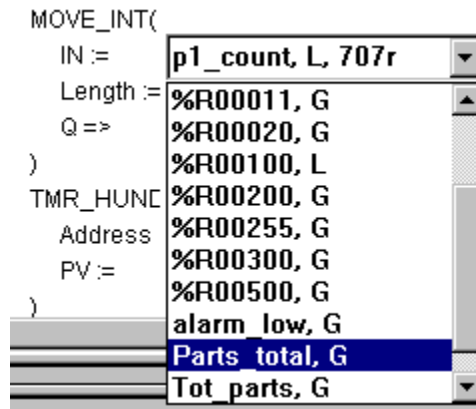 MOVE_INT(
IN := p1_count, L, 707r
Length :=
Q =>
)
TMR_HUND
Address
PV :=
)
%R00011, G
%R00020, G
%R00100, L
%R00200, G
%R00255, G
%R00300, G
%R00500, G
alarm_low, G
Parts_total, G
Tot_parts, G